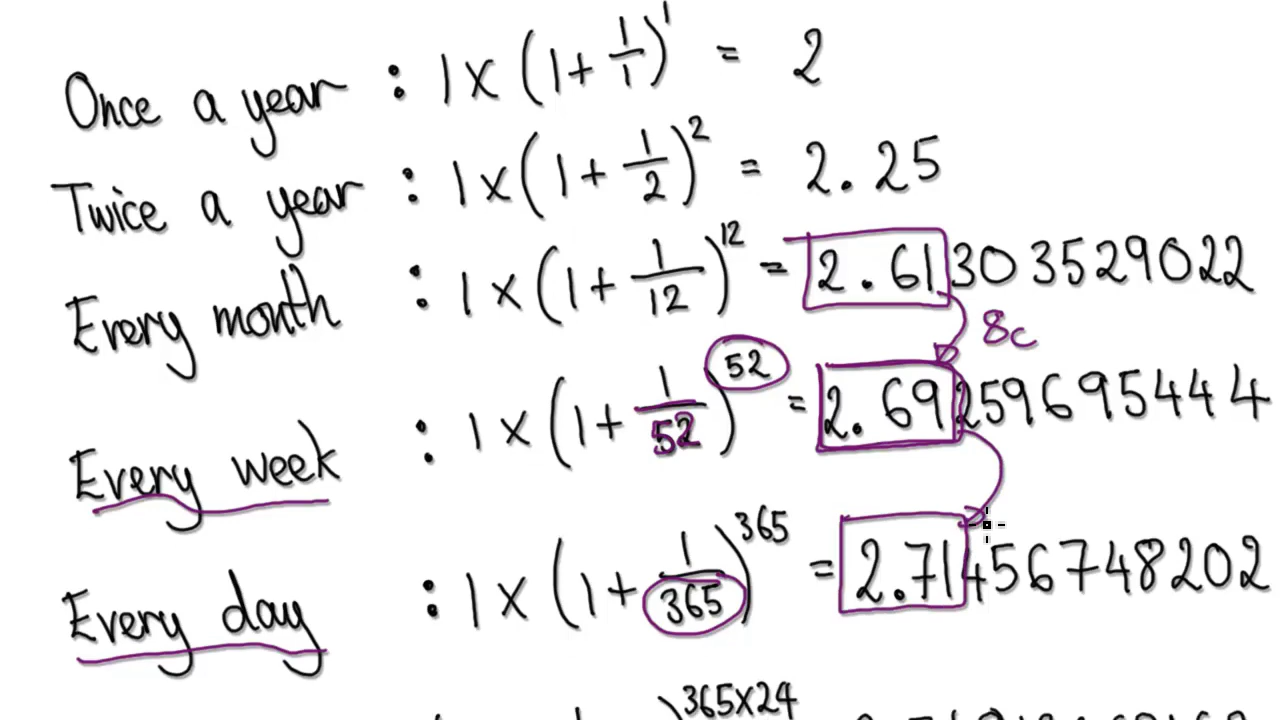 Once a year : 1 x (1 + 1/1)^1 = 2
Twice a year : 1 x (1 + 1/2)^2 = 2.25
Every month : 1 x (1 + 1/12)^12 = 2.61303529022
8c
Every week : 1 x (1 + 1/52)^52 = 2.69259695444
Every day : 1 x (1 + 1/365)^365 = 2.71456748202
365x24